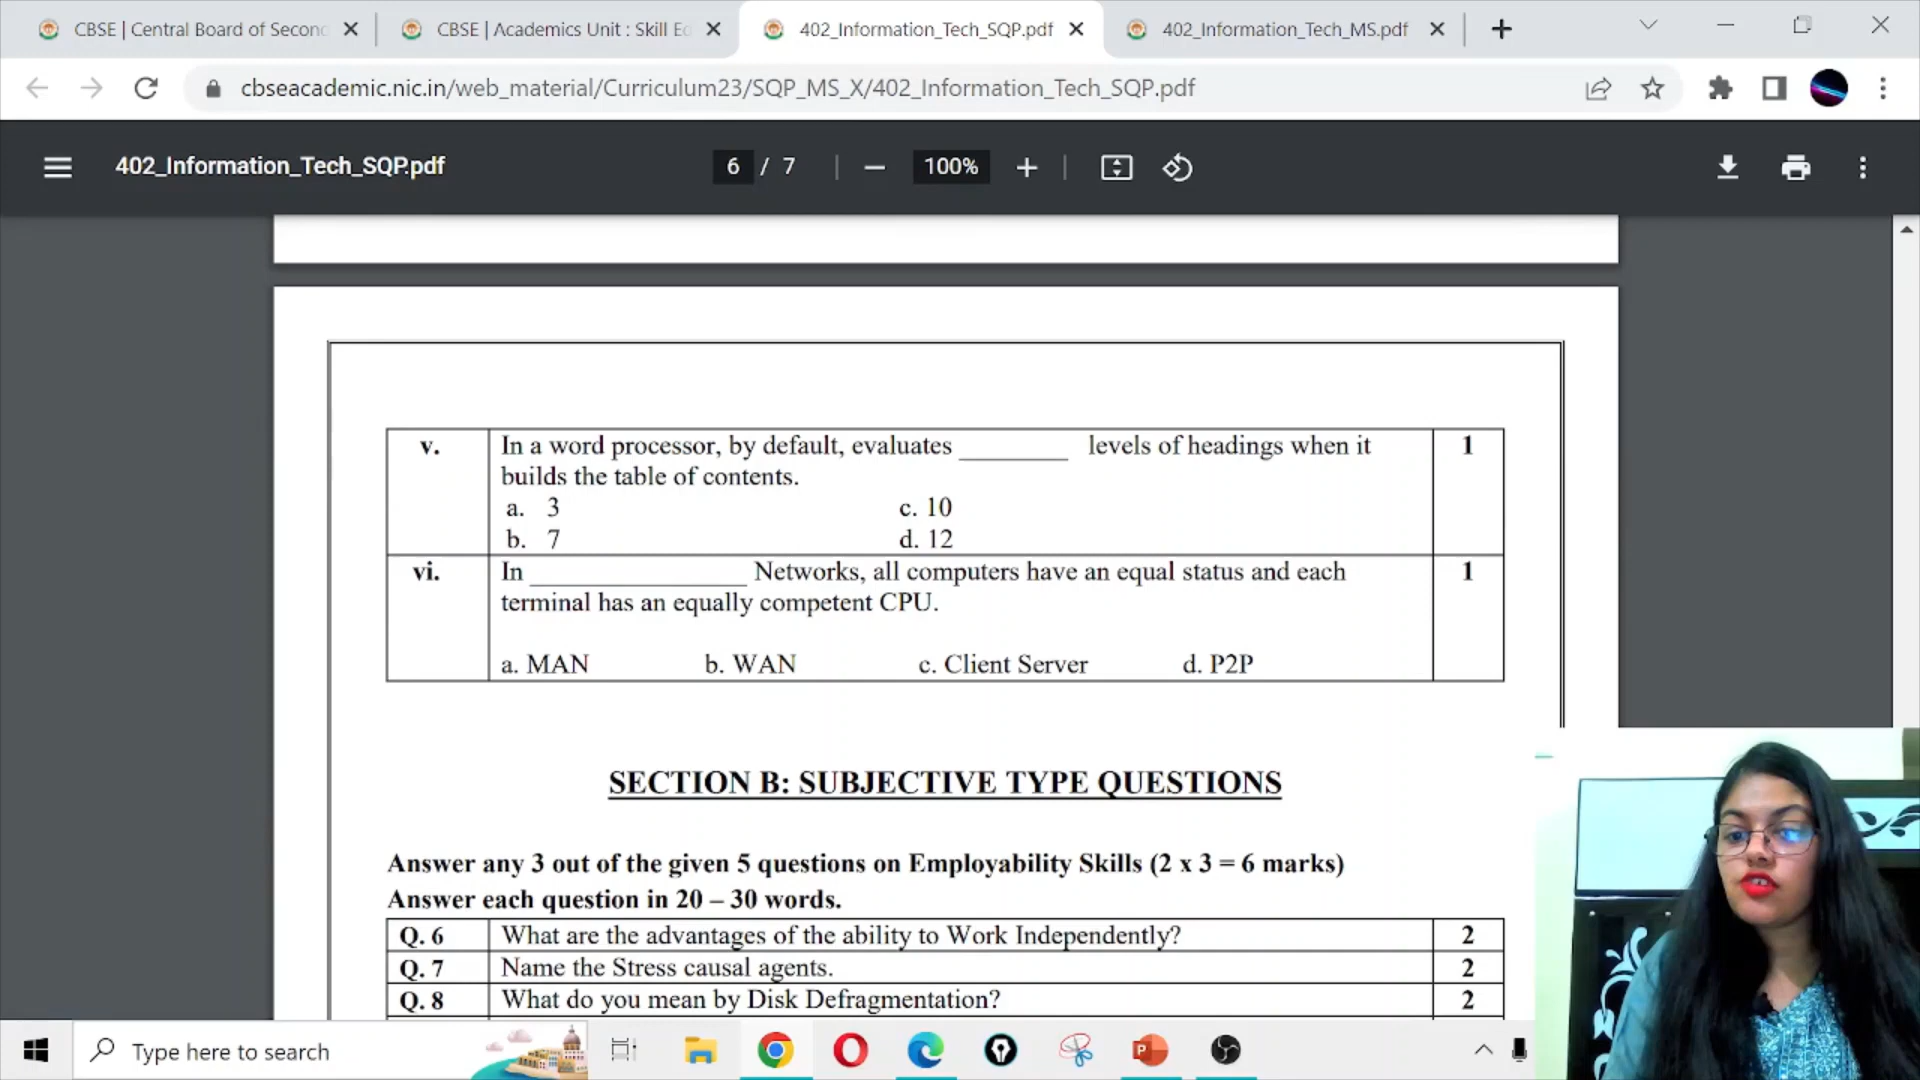 CBSE | Central Board of Secon
CBSE | Academics Unit : Skill Ed
402_Information_Tech_SQP.pdf
402_Information_Tech_MS.pdf
cbseacademic.nic.in/web_material/Curriculum23/SQP_MS_X/402_Information_Tech_SQP.pdf
402_Information_Tech_SQP.pdf
6 / 7
100%
v. In a word processor, by default, evaluates ________ levels of headings when it 1
builds the table of contents.
a. 3 c. 10
b. 7 d. 12
vi. In ________________ Networks, all computers have an equal status and each 1
terminal has an equally competent CPU.
a. MAN b. WAN c. Client Server d. P2P
SECTION B: SUBJECTIVE TYPE QUESTIONS
Answer any 3 out of the given 5 questions on Employability Skills (2 x 3 = 6 marks)
Answer each question in 20 – 30 words.
Q. 6 What are the advantages of the ability to Work Independently? 2
Q. 7 Name the Stress causal agents. 2
Q. 8 What do you mean by Disk Defragmentation? 2
Type here to search